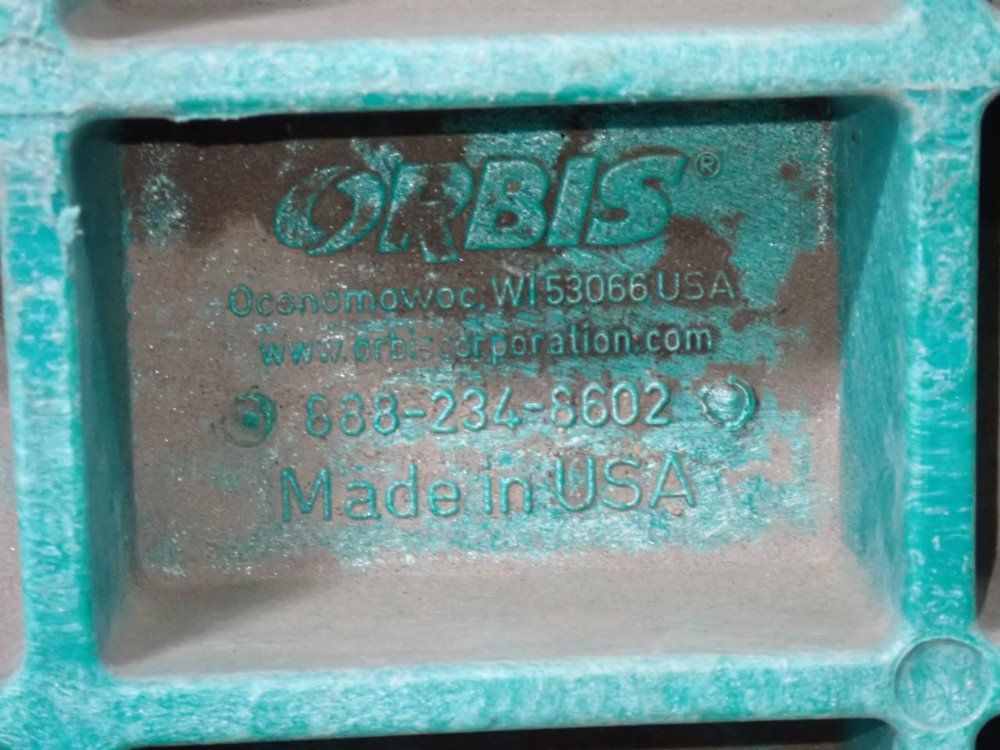 ORBIS®
Oconomowoc, WI 53066 USA
www.orbiscorporation.com
888-234-8602
Made in USA